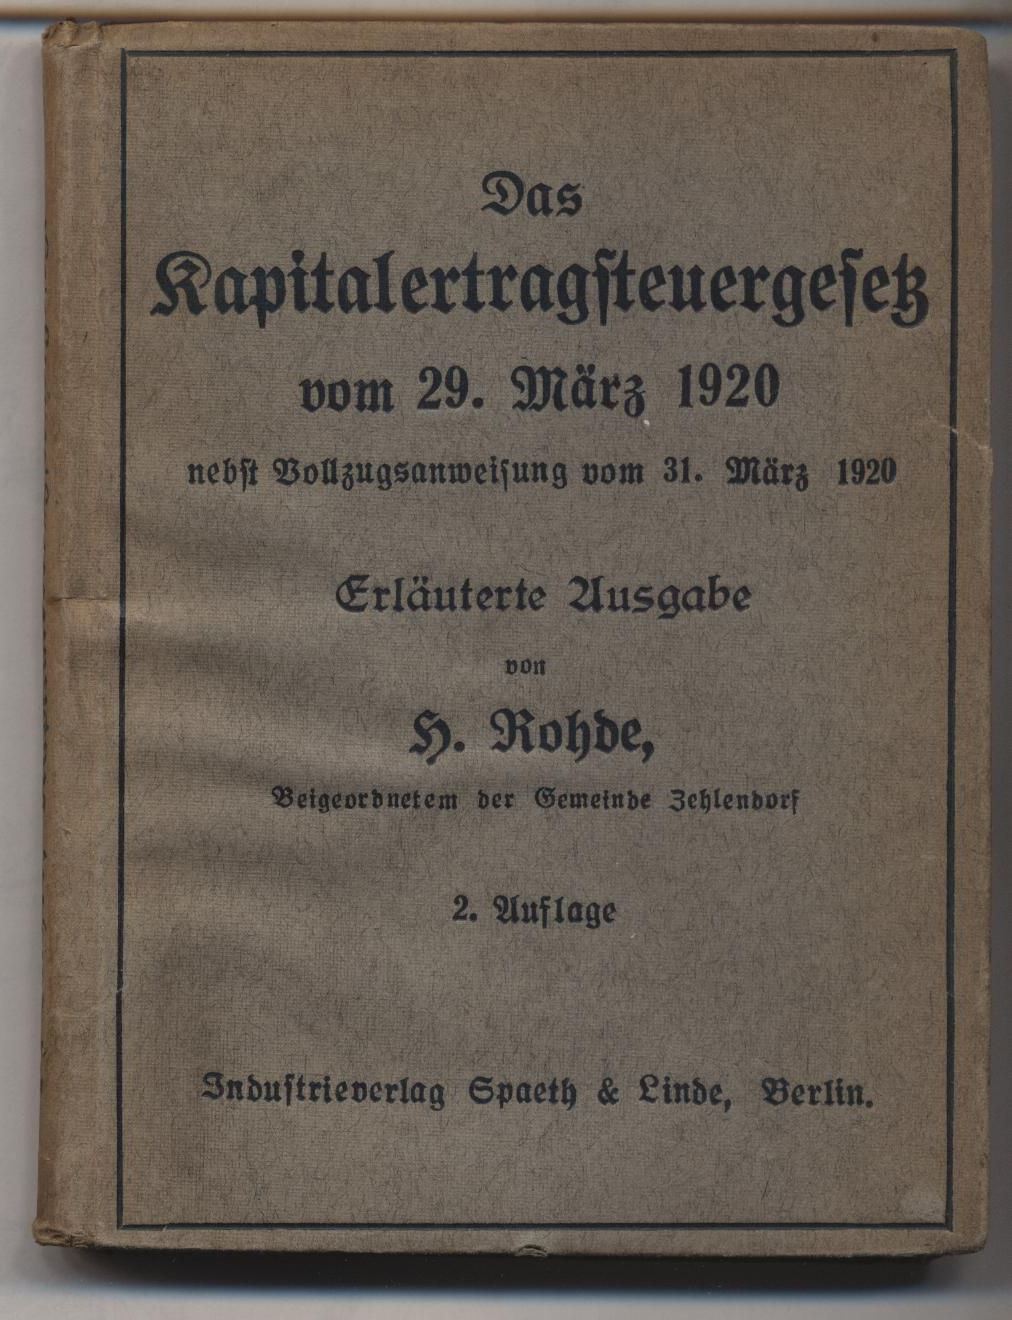 Das
Kapitalertragsteuergesetz
vom 29. März 1920
nebst Vollzugsanweisung vom 31. März 1920
Erläuterte Ausgabe
von
H. Rohde,
Beigeordnetem der Gemeinde Zehlendorf
2. Auflage
Industrieverlag Spaeth & Linde, Berlin.